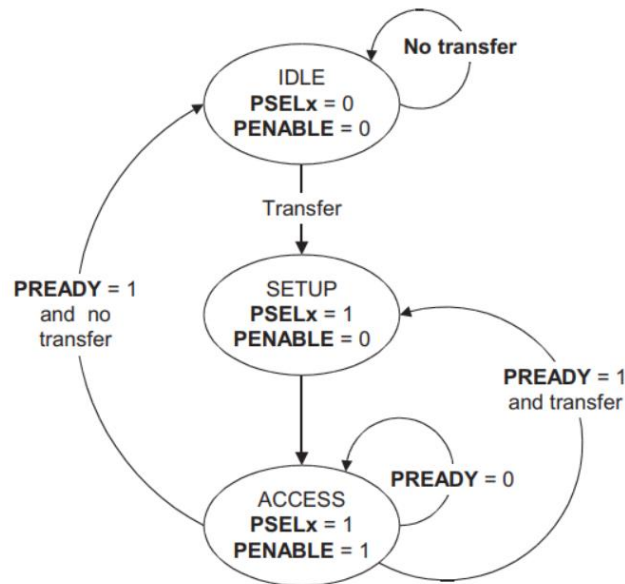 No transfer
IDLE
PSELx = 0
PENABLE = 0
Transfer
SETUP
PSELx = 1
PENABLE = 0
PREADY = 1
and no
transfer
PREADY = 1
and transfer
PREADY = 0
ACCESS
PSELx = 1
PENABLE = 1